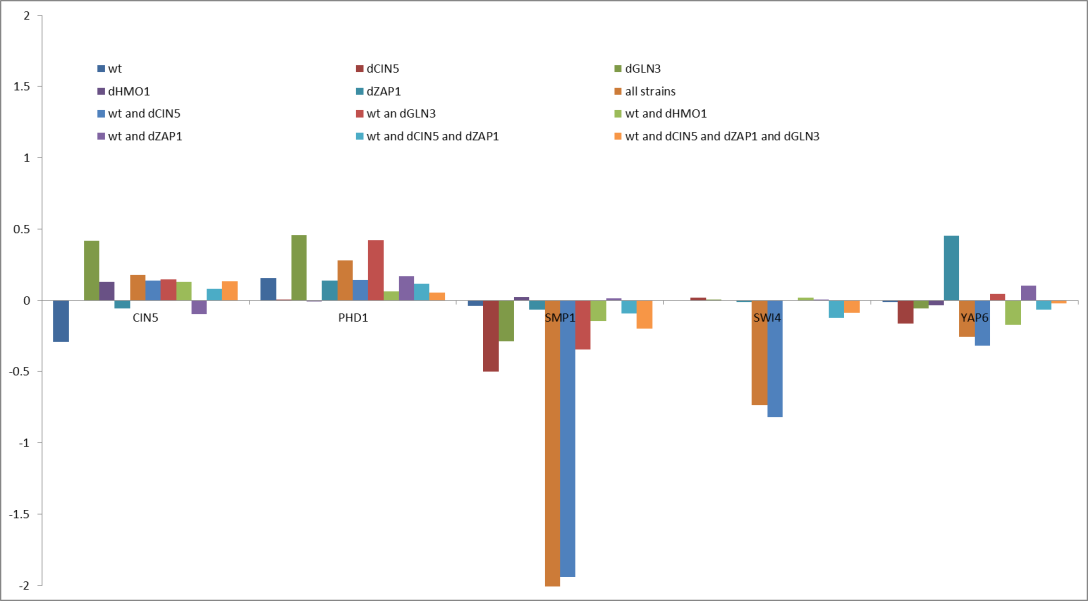 2
1.5
wt dCIN5 dGLN3
dHMO1 dZAP1 all strains
wt and dCIN5 wt an dGLN3 wt and dHMO1
wt and dZAP1 wt and dCIN5 and dZAP1 wt and dCIN5 and dZAP1 and dGLN3
1
0.5
0
CIN5 PHD1 SMP1 SWI4 YAP6
-0.5
-1
-1.5
-2